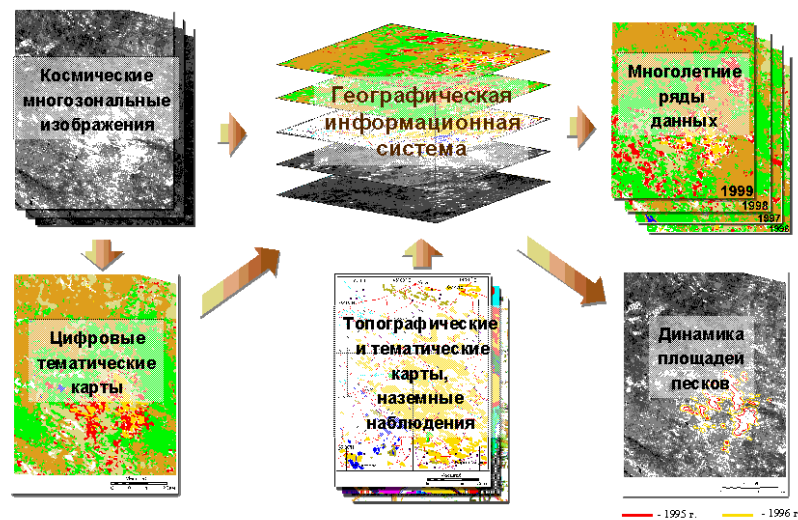 Космические
многозональные
изображения
Географическая
информационная
система
Многолетние
ряды
данных
1999
1998
1997
1996
Цифровые
тематические
карты
Топографические
и тематические
карты,
наземные
наблюдения
Динамика
площадей
песков
- 1995 г.
- 1996 г